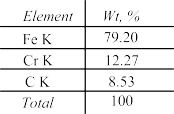 Element Wt, %
Fe K 79.20
Cr K 12.27
C K 8.53
Total 100